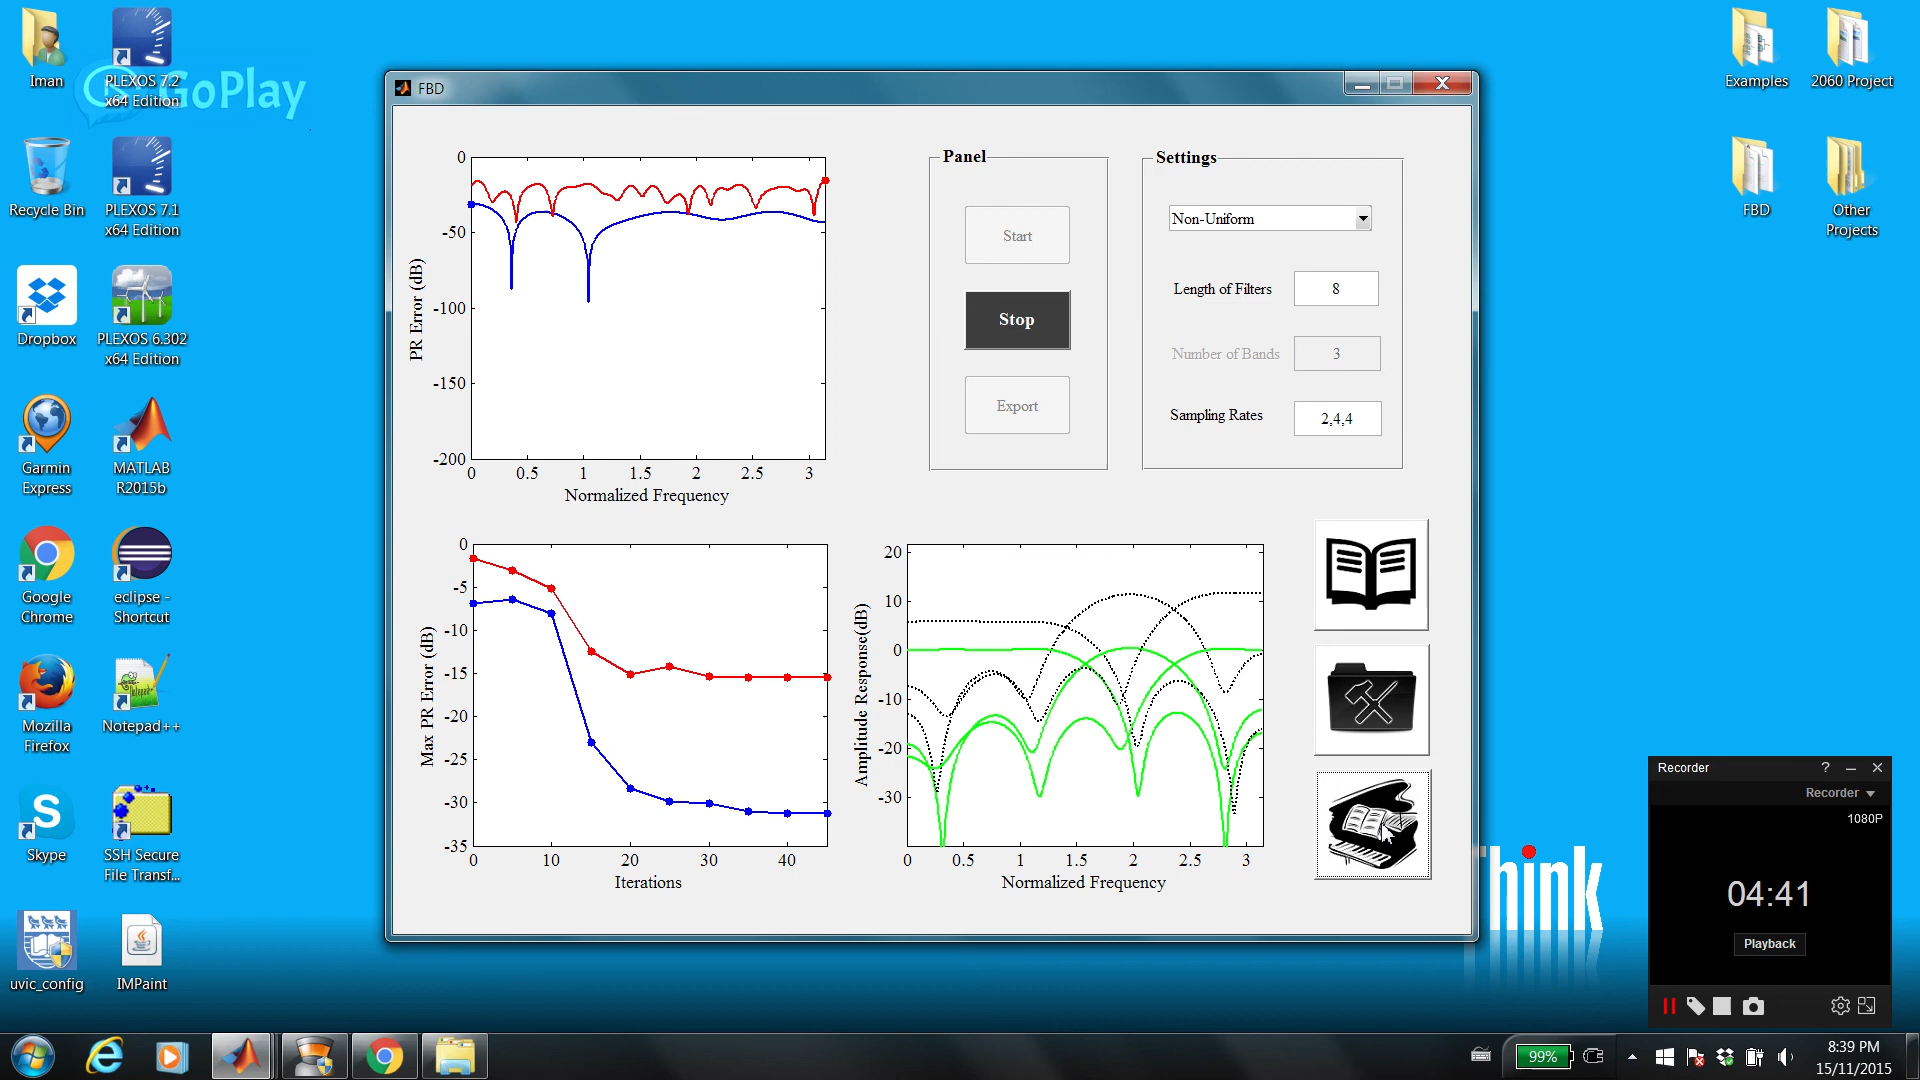 Iman
PLEXOS 7.2
x64 Edition
GoPlay
Recycle Bin
PLEXOS 7.1
x64 Edition
Dropbox
PLEXOS 6.302
x64 Edition
Garmin
Express
MATLAB
R2015b
Google
Chrome
eclipse -
Shortcut
Mozilla
Firefox
Notepad++
Skype
SSH Secure
File Transf...
uvic_config
IMPaint
FBD
0
-50
-100
-150
-200
PR Error (dB)
0 0.5 1 1.5 2 2.5 3
Normalized Frequency
Panel
Start
Stop
Export
Settings
Non-Uniform
Length of Filters 8
Number of Bands 3
Sampling Rates 2,4,4
0
-5
-10
-15
-20
-25
-30
-35
Max PR Error (dB)
0 10 20 30 40
Iterations
20
10
0
-10
-20
-30
Amplitude Response(dB)
0 0.5 1 1.5 2 2.5 3
Normalized Frequency
Examples
2060 Project
FBD
Other
Projects
Think
Recorder ?
Recorder
1080P
04:41
Playback
99%
8:39 PM
15/11/2015